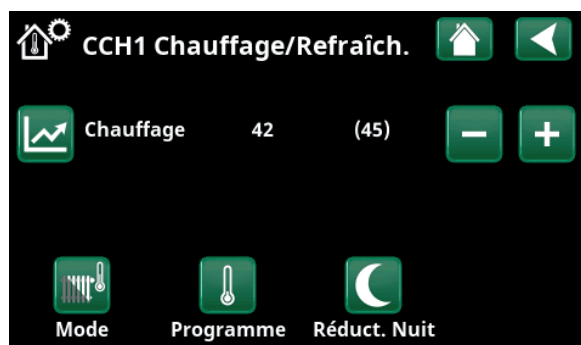 CCH1 Chauffage/Refraîch.
Chauffage 42 (45)
Mode Programme Réduct. Nuit